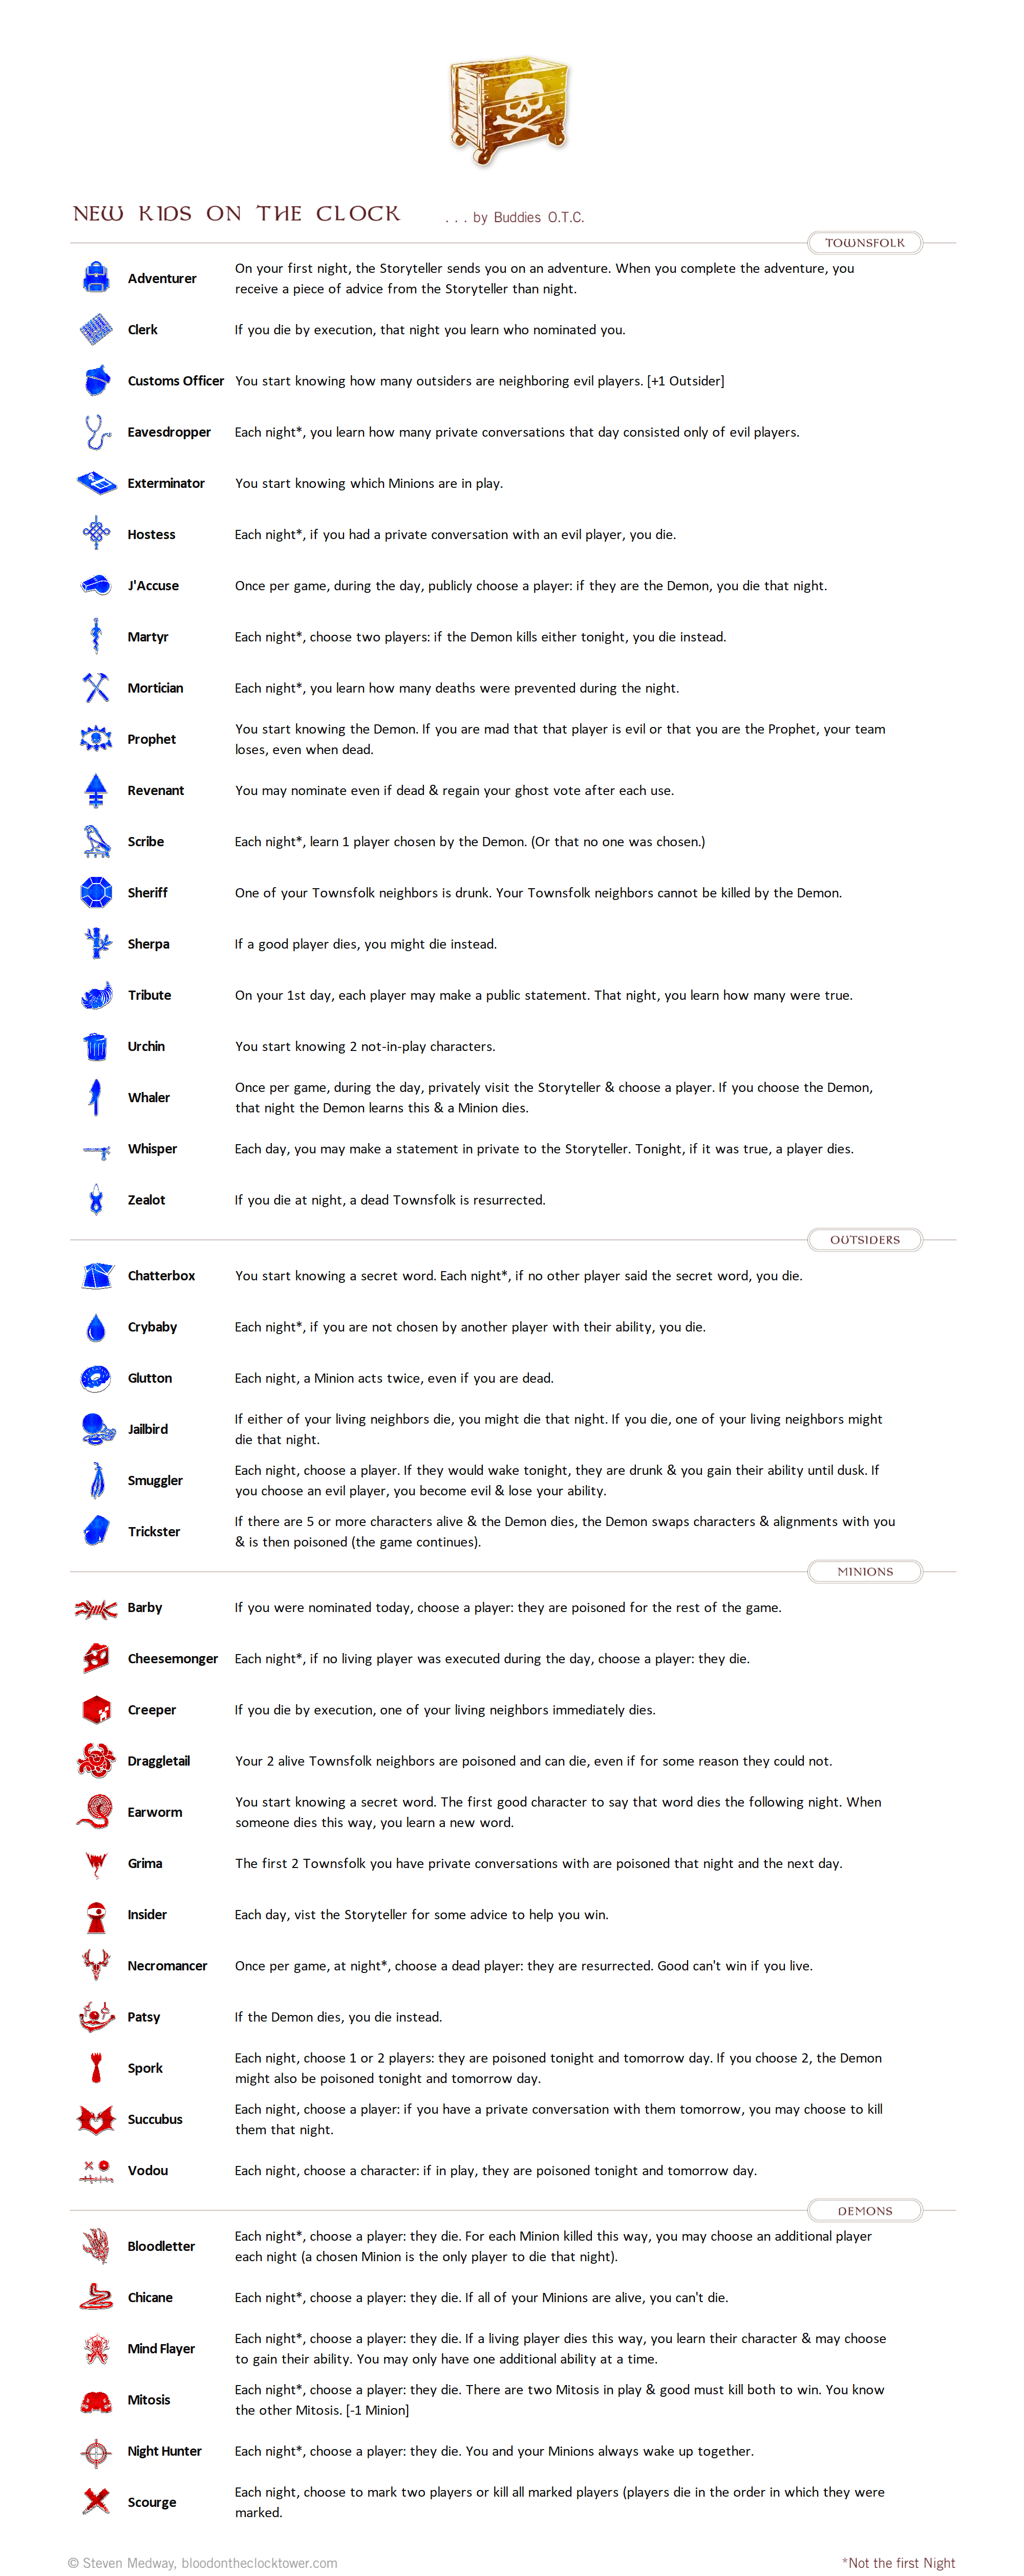 NEW KIDS ON THE CLOCK
. . . by Buddies O.T.C.
TOWNSFOLK
Adventurer
On your first night, the Storyteller sends you on an adventure. When you complete the adventure, you
receive a piece of advice from the Storyteller than night.
Clerk
If you die by execution, that night you learn who nominated you.
Customs Officer
You start knowing how many outsiders are neighboring evil players. [+1 Outsider]
Eavesdropper
Each night*, you learn how many private conversations that day consisted only of evil players.
Exterminator
You start knowing which Minions are in play.
Hostess
Each night*, if you had a private conversation with an evil player, you die.
J'Accuse
Once per game, during the day, publicly choose a player: if they are the Demon, you die that night.
Martyr
Each night*, choose two players: if the Demon kills either tonight, you die instead.
Mortician
Each night*, you learn how many deaths were prevented during the night.
Prophet
You start knowing the Demon. If you are mad that that player is evil or that you are the Prophet, your team
loses, even when dead.
Revenant
You may nominate even if dead & regain your ghost vote after each use.
Scribe
Each night*, learn 1 player chosen by the Demon. (Or that no one was chosen.)
Sheriff
One of your Townsfolk neighbors is drunk. Your Townsfolk neighbors cannot be killed by the Demon.
Sherpa
If a good player dies, you might die instead.
Tribute
On your 1st day, each player may make a public statement. That night, you learn how many were true.
Urchin
You start knowing 2 not-in-play characters.
Whaler
Once per game, during the day, privately visit the Storyteller & choose a player. If you choose the Demon,
that night the Demon learns this & a Minion dies.
Whisper
Each day, you may make a statement in private to the Storyteller. Tonight, if it was true, a player dies.
Zealot
If you die at night, a dead Townsfolk is resurrected.
OUTSIDERS
Chatterbox
You start knowing a secret word. Each night*, if no other player said the secret word, you die.
Crybaby
Each night*, if you are not chosen by another player with their ability, you die.
Glutton
Each night, a Minion acts twice, even if you are dead.
Jailbird
If either of your living neighbors die, you might die that night. If you die, one of your living neighbors might
die that night.
Smuggler
Each night, choose a player. If they would wake tonight, they are drunk & you gain their ability until dusk. If
you choose an evil player, you become evil & lose your ability.
Trickster
If there are 5 or more characters alive & the Demon dies, the Demon swaps characters & alignments with you
& is then poisoned (the game continues).
MINIONS
Barby
If you were nominated today, choose a player: they are poisoned for the rest of the game.
Cheesemonger
Each night*, if no living player was executed during the day, choose a player: they die.
Creeper
If you die by execution, one of your living neighbors immediately dies.
Draggletail
Your 2 alive Townsfolk neighbors are poisoned and can die, even if for some reason they could not.
Earworm
You start knowing a secret word. The first good character to say that word dies the following night. When
someone dies this way, you learn a new word.
Grima
The first 2 Townsfolk you have private conversations with are poisoned that night and the next day.
Insider
Each day, vist the Storyteller for some advice to help you win.
Necromancer
Once per game, at night*, choose a dead player: they are resurrected. Good can't win if you live.
Patsy
If the Demon dies, you die instead.
Spork
Each night, choose 1 or 2 players: they are poisoned tonight and tomorrow day. If you choose 2, the Demon
might also be poisoned tonight and tomorrow day.
Succubus
Each night, choose a player: if you have a private conversation with them tomorrow, you may choose to kill
them that night.
Vodou
Each night, choose a character: if in play, they are poisoned tonight and tomorrow day.
DEMONS
Bloodletter
Each night*, choose a player: they die. For each Minion killed this way, you may choose an additional player
each night (a chosen Minion is the only player to die that night).
Chicane
Each night*, choose a player: they die. If all of your Minions are alive, you can't die.
Mind Flayer
Each night*, choose a player: they die. If a living player dies this way, you learn their character & may choose
to gain their ability. You may only have one additional ability at a time.
Mitosis
Each night*, choose a player: they die. There are two Mitosis in play & good must kill both to win. You know
the other Mitosis. [-1 Minion]
Night Hunter
Each night*, choose a player: they die. You and your Minions always wake up together.
Scourge
Each night, choose to mark two players or kill all marked players (players die in the order in which they were
marked.
© Steven Medway, bloodontheclocktower.com
*Not the first Night